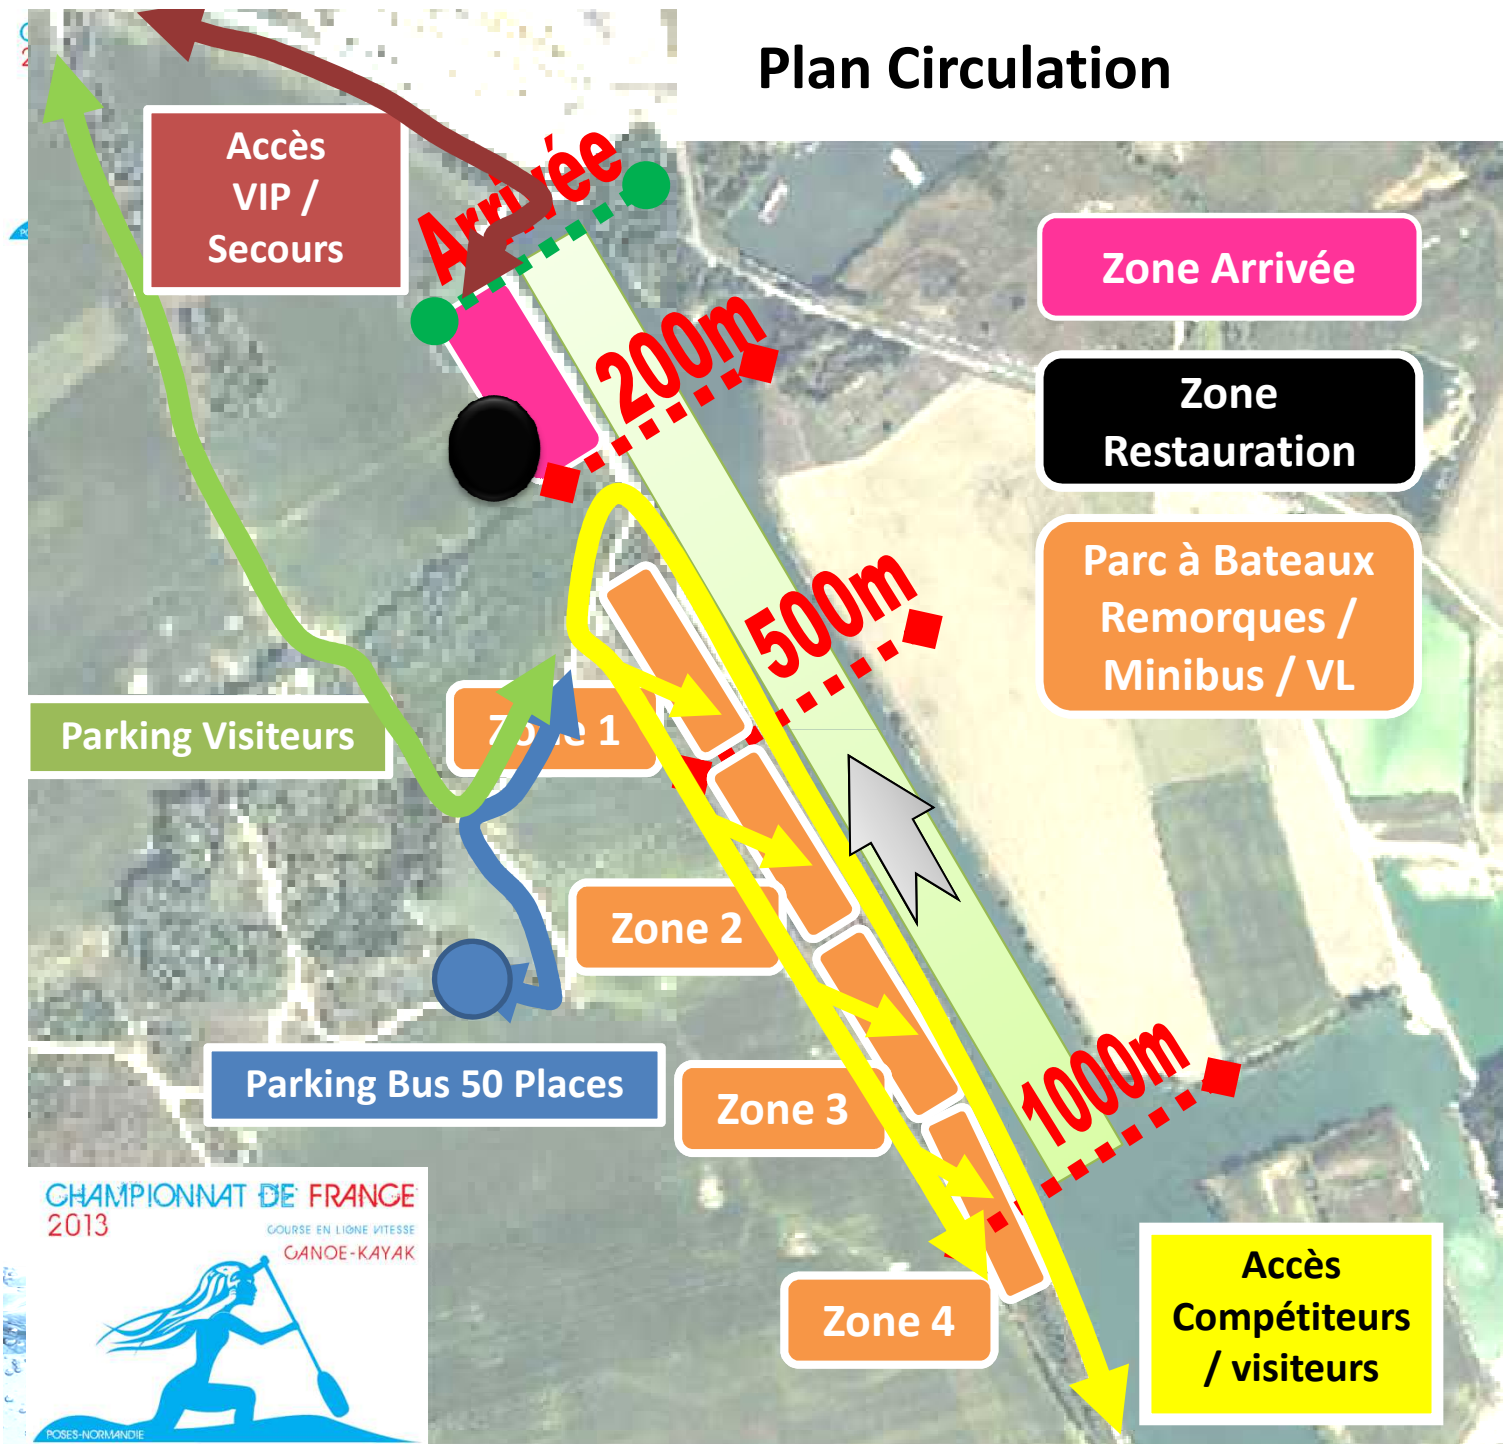 Plan Circulation
Accès
VIP /
Secours
Arrivée
Zone Arrivée
200m
Zone
Restauration
500m
Parc à Bateaux
Remorques /
Minibus / VL
Parking Visiteurs
Zone 1
Zone 2
Parking Bus 50 Places
Zone 3
1000m
CHAMPIONNAT DE FRANCE
2013
COURSE EN LIGNE VITESSE
CANOE-KAYAK
POSES-NORMANDIE
Zone 4
Accès
Compétiteurs
/ visiteurs